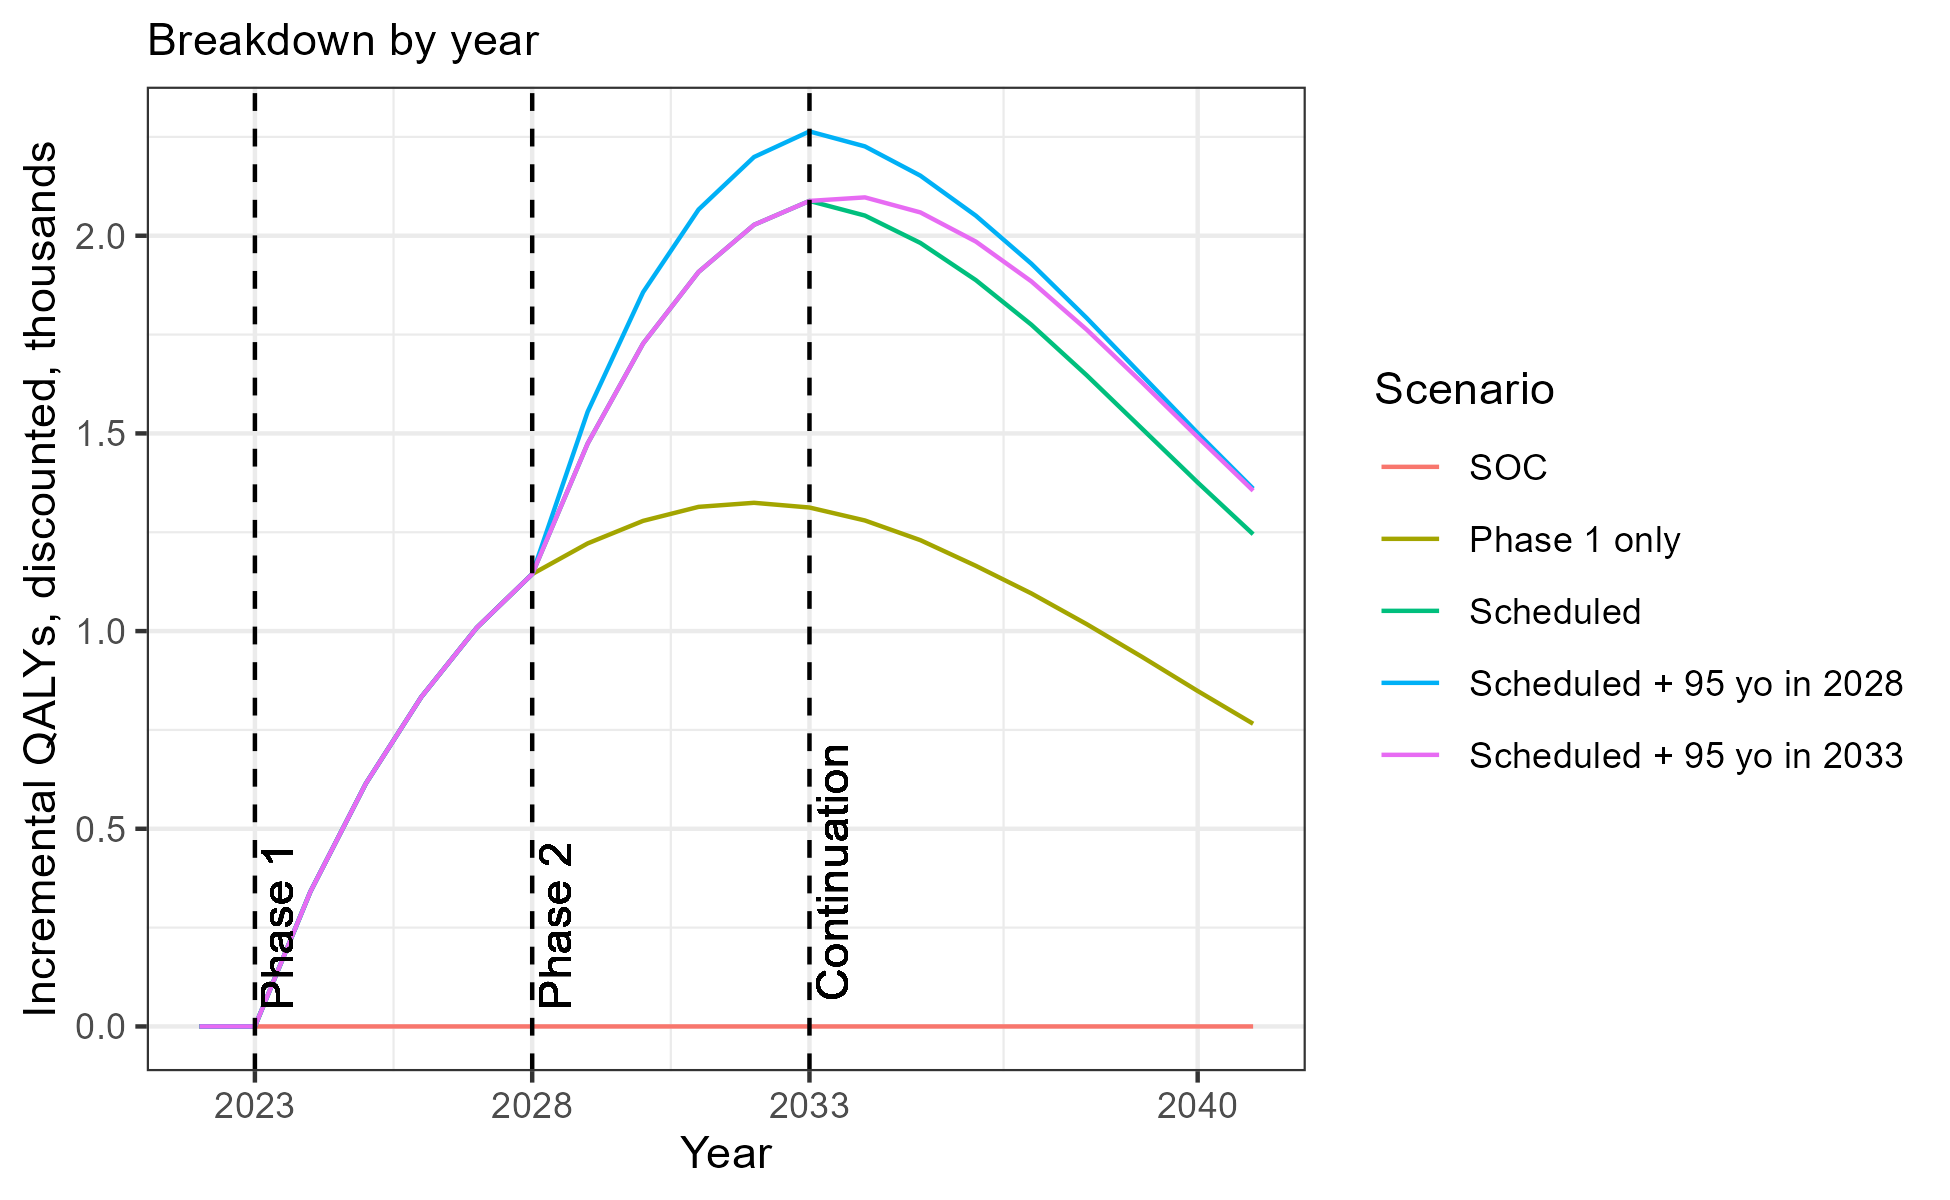 Breakdown by year
Incremental QALYs, discounted, thousands
2.0
1.5
1.0
0.5
0.0
Phase 1
Phase 2
Continuation
2023
2028
2033
2040
Year
Scenario
SOC
Phase 1 only
Scheduled
Scheduled + 95 yo in 2028
Scheduled + 95 yo in 2033